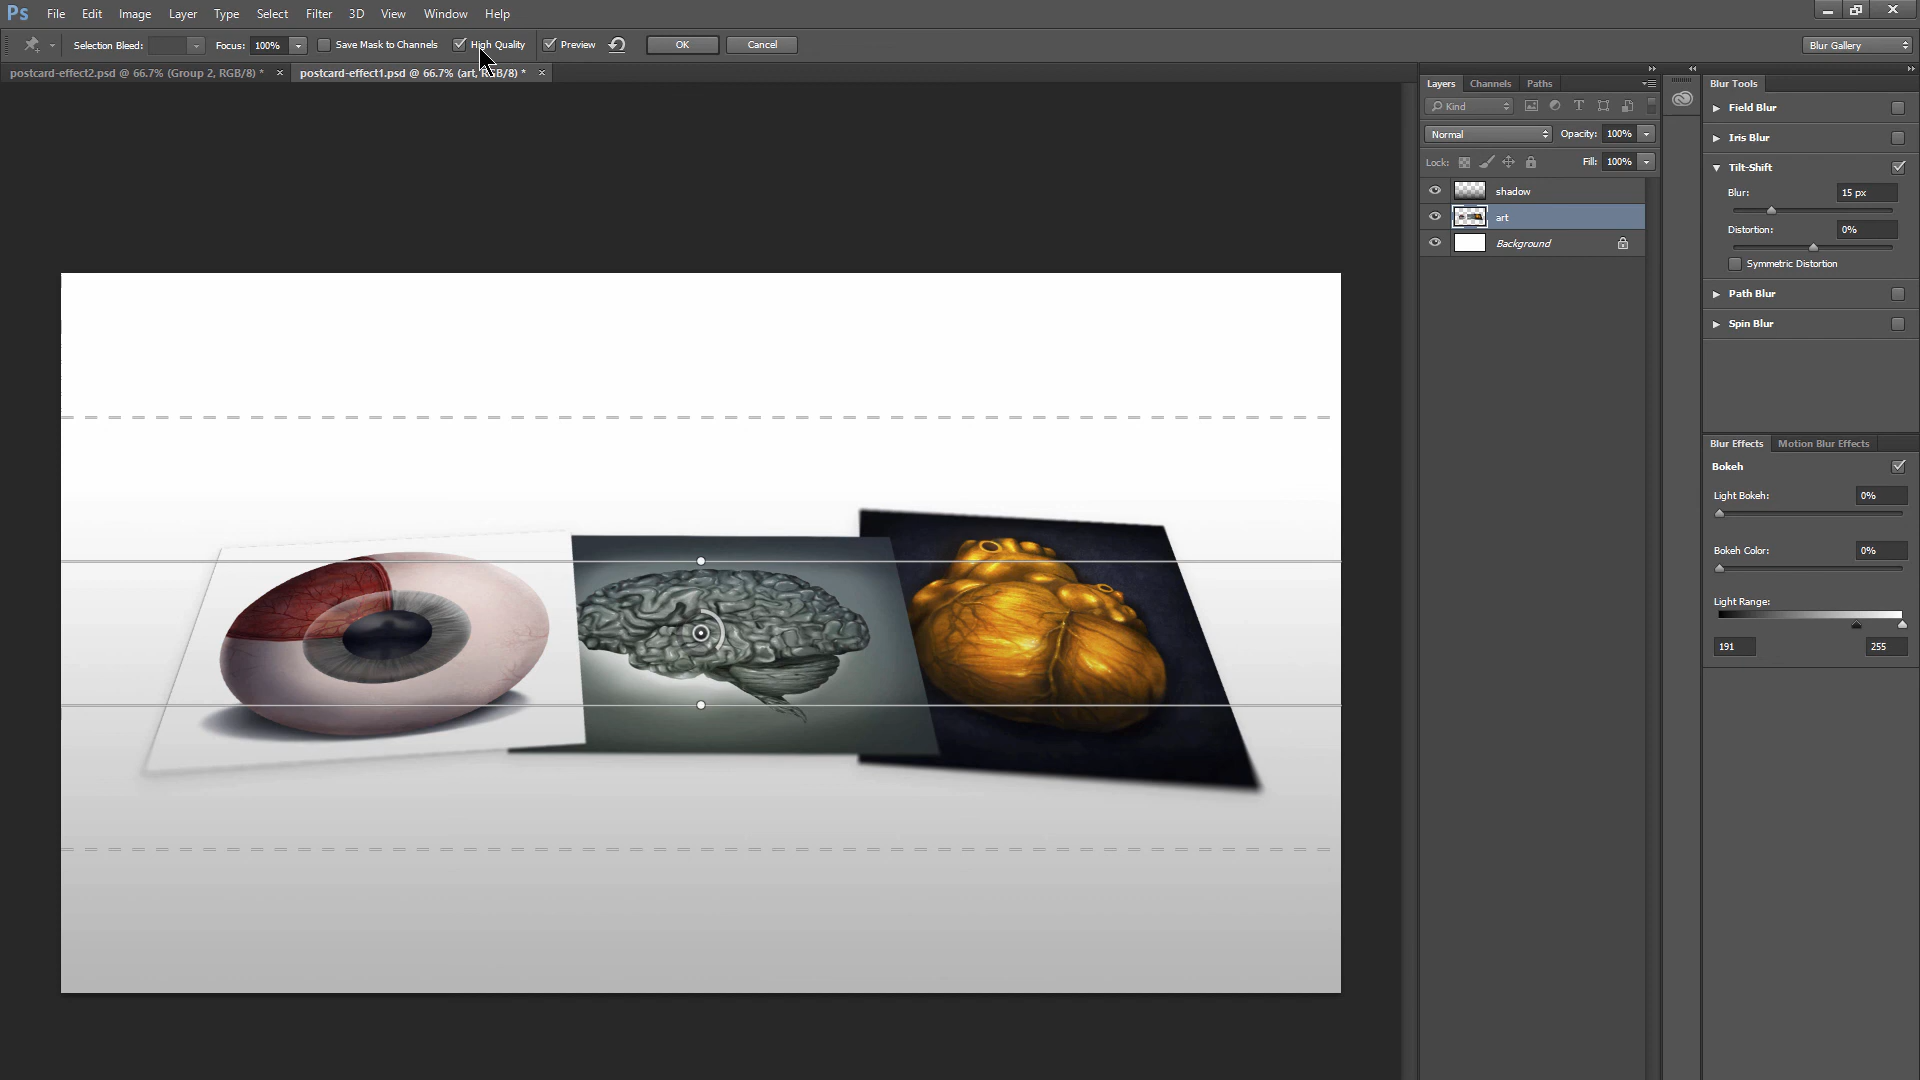 Ps File Edit Image Layer Type Select Filter 3D View Window Help
Selection Bleed: Focus: 100% Save Mask to Channels High Quality Preview OK Cancel Blur Gallery
postcard-effect2.psd @ 66.7% (Group 2, RGB/8) * × postcard-effect1.psd @ 66.7% (art, RGB/8) * ×
Layers Channels Paths
Kind
Normal Opacity: 100%
Lock: Fill: 100%
shadow
art
Background
Blur Tools
Field Blur
Iris Blur
Tilt-Shift
Blur: 15 px
Distortion: 0%
Symmetric Distortion
Path Blur
Spin Blur
Blur Effects Motion Blur Effects
Bokeh
Light Bokeh: 0%
Bokeh Color: 0%
Light Range:
191 255